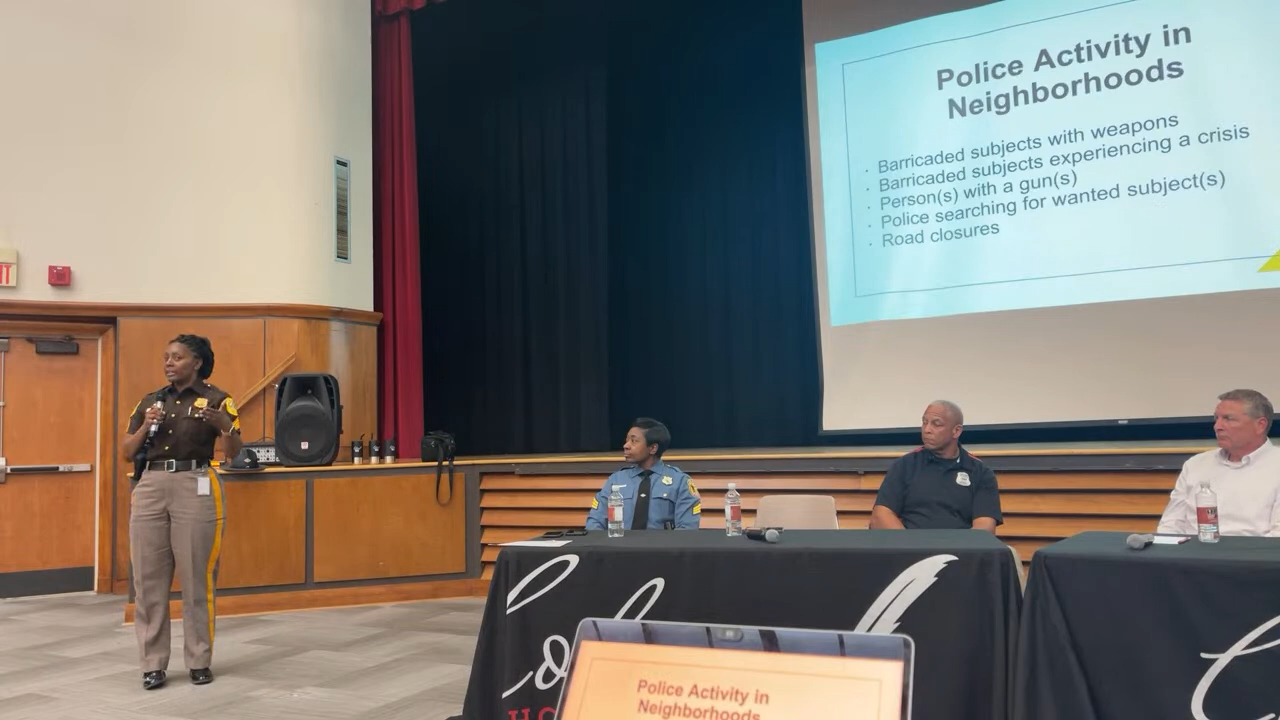 Police Activity in
Neighborhoods
· Barricaded subjects with weapons
· Barricaded subjects experiencing a crisis
· Person(s) with a gun(s)
· Police searching for wanted subject(s)
· Road closures
Police Activity in
Neighborhoods